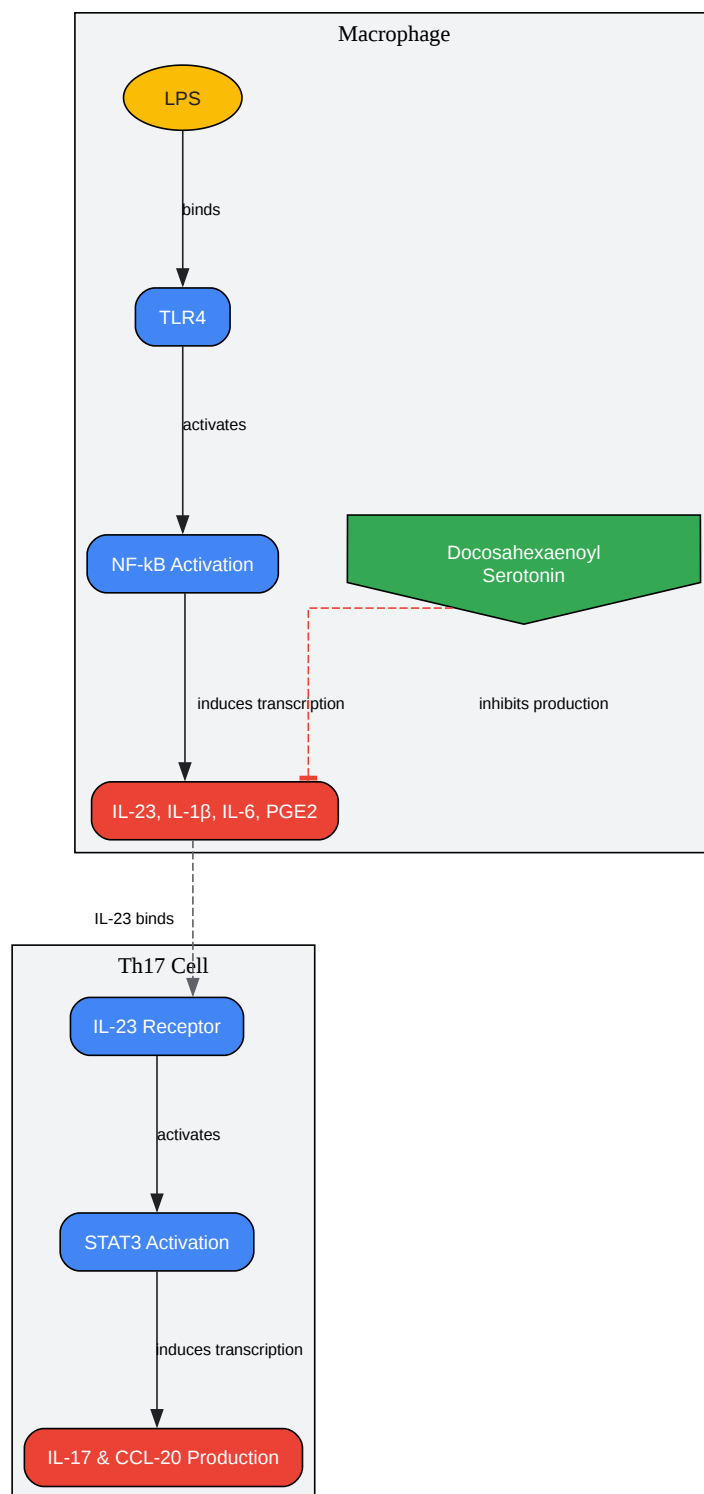 Macrophage
LPS
binds
TLR4
activates
Docosahexaenoyl
Serotonin
NF-kB Activation
induces transcription
inhibits production
IL-23, IL-1β, IL-6, PGE2
IL-23 binds
Th17 Cell
IL-23 Receptor
activates
STAT3 Activation
induces transcription
IL-17 & CCL-20 Production